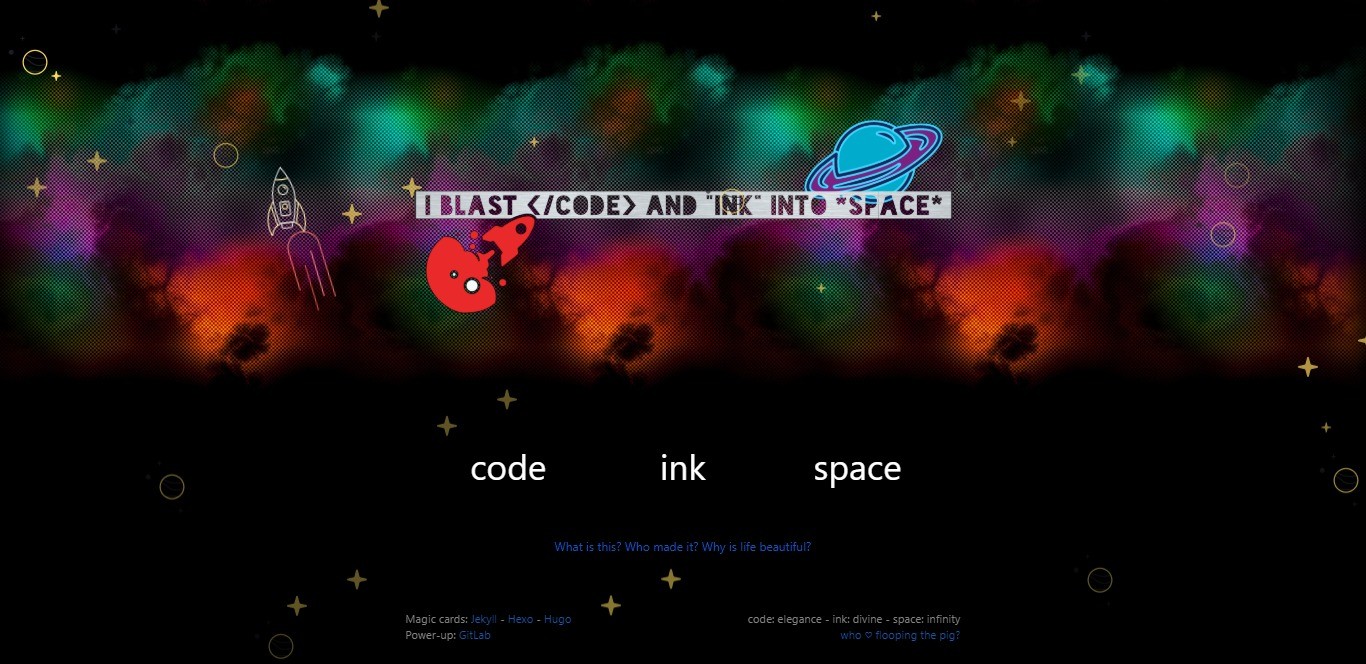 I BLAST </CODE> AND "INK" INTO *SPACE*
code ink space
What is this? Who made it? Why is life beautiful?
Magic cards: Jekyll - Hexo - Hugo
Power-up: GitLab
code: elegance - ink: divine - space: infinity
who ♡ flooping the pig?